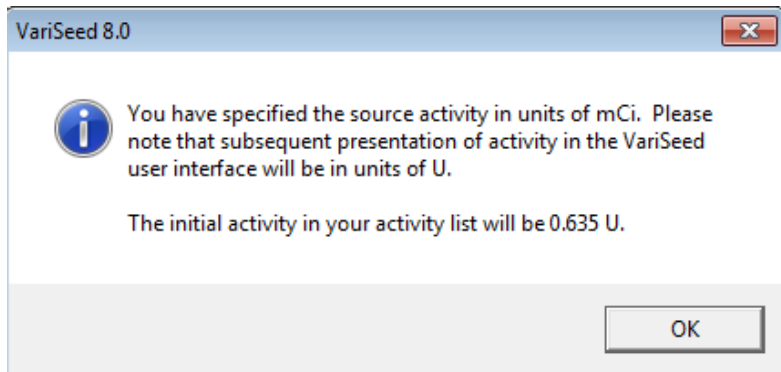 VariSeed 8.0
You have specified the source activity in units of mCi. Please
note that subsequent presentation of activity in the VariSeed
user interface will be in units of U.
The initial activity in your activity list will be 0.635 U.
OK